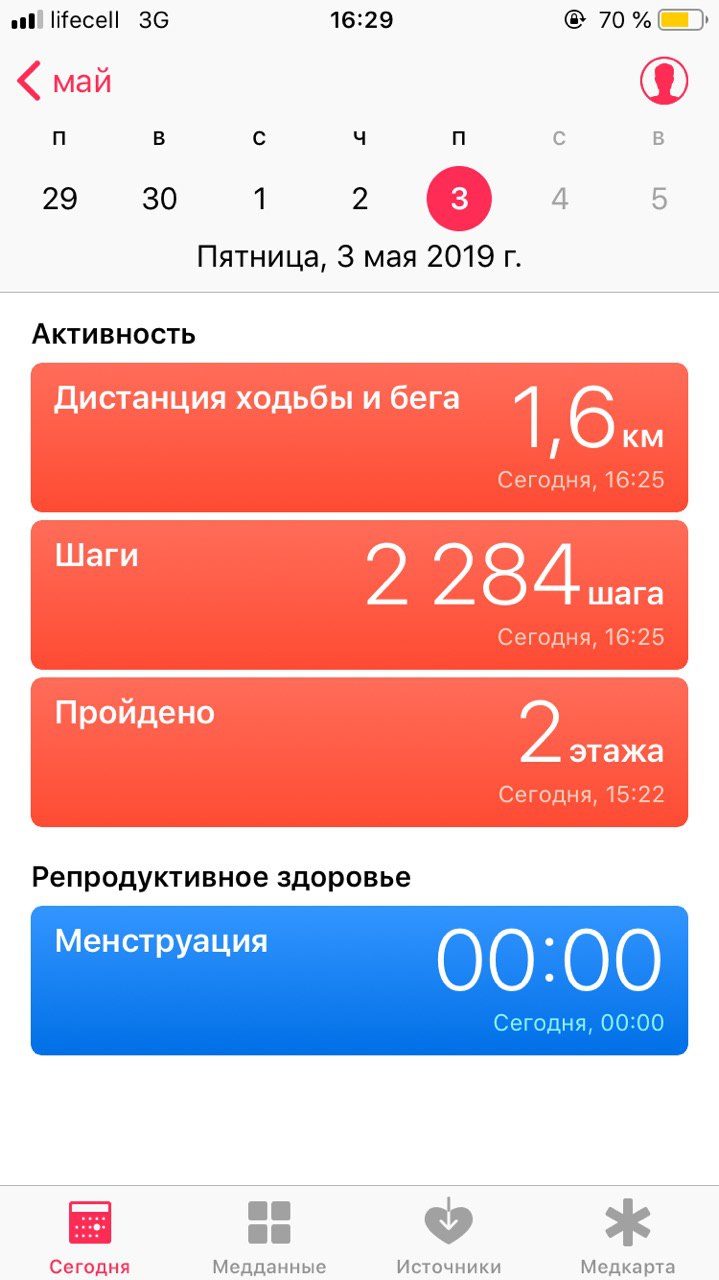 lifecell 3G 16:29 70 %
май
п в с ч п с в
29 30 1 2 3 4 5
Пятница, 3 мая 2019 г.
Активность
Дистанция ходьбы и бега 1,6 км
Сегодня, 16:25
Шаги 2 284 шага
Сегодня, 16:25
Пройдено 2 этажа
Сегодня, 15:22
Репродуктивное здоровье
Менструация 00:00
Сегодня, 00:00
Сегодня Медданные Источники Медкарта